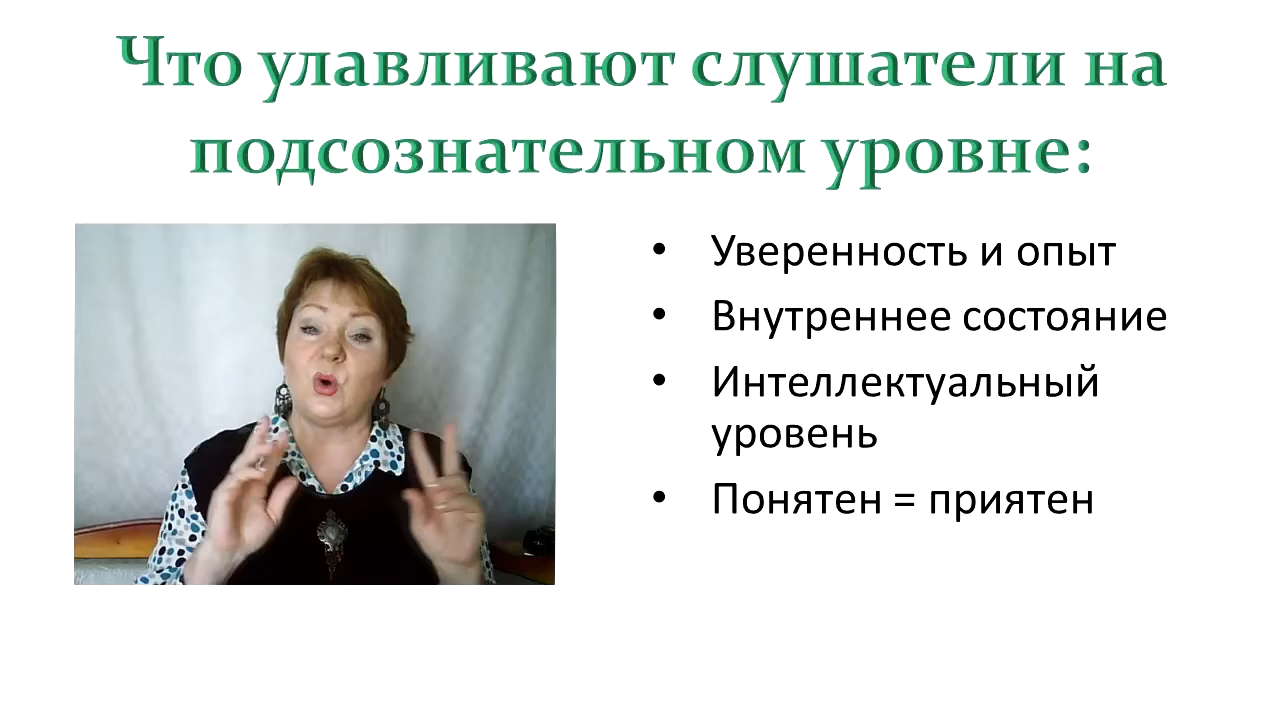 Что улавливают слушатели на
подсознательном уровне:
• Уверенность и опыт
• Внутреннее состояние
• Интеллектуальный
уровень
• Понятен = приятен